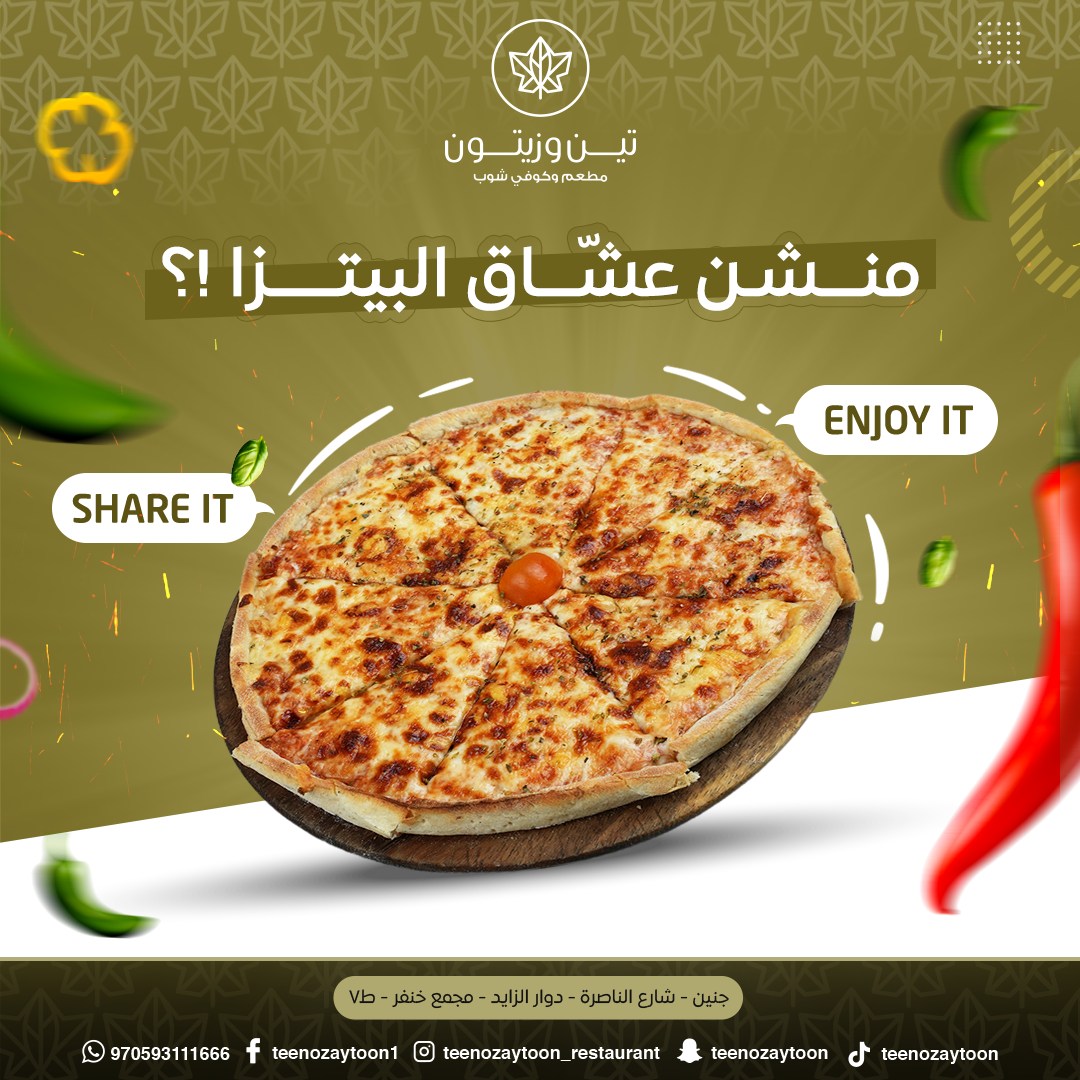 تين وزيتون
مطعم وكوفي شوب
منشن عشّاق البيتزا !؟
ENJOY IT
SHARE IT
جنين - شارع الناصرة - دوار الزايد - مجمع خنفر - ط٧
970593111666 teenozaytoon1 teenozaytoon_restaurant teenozaytoon teenozaytoon